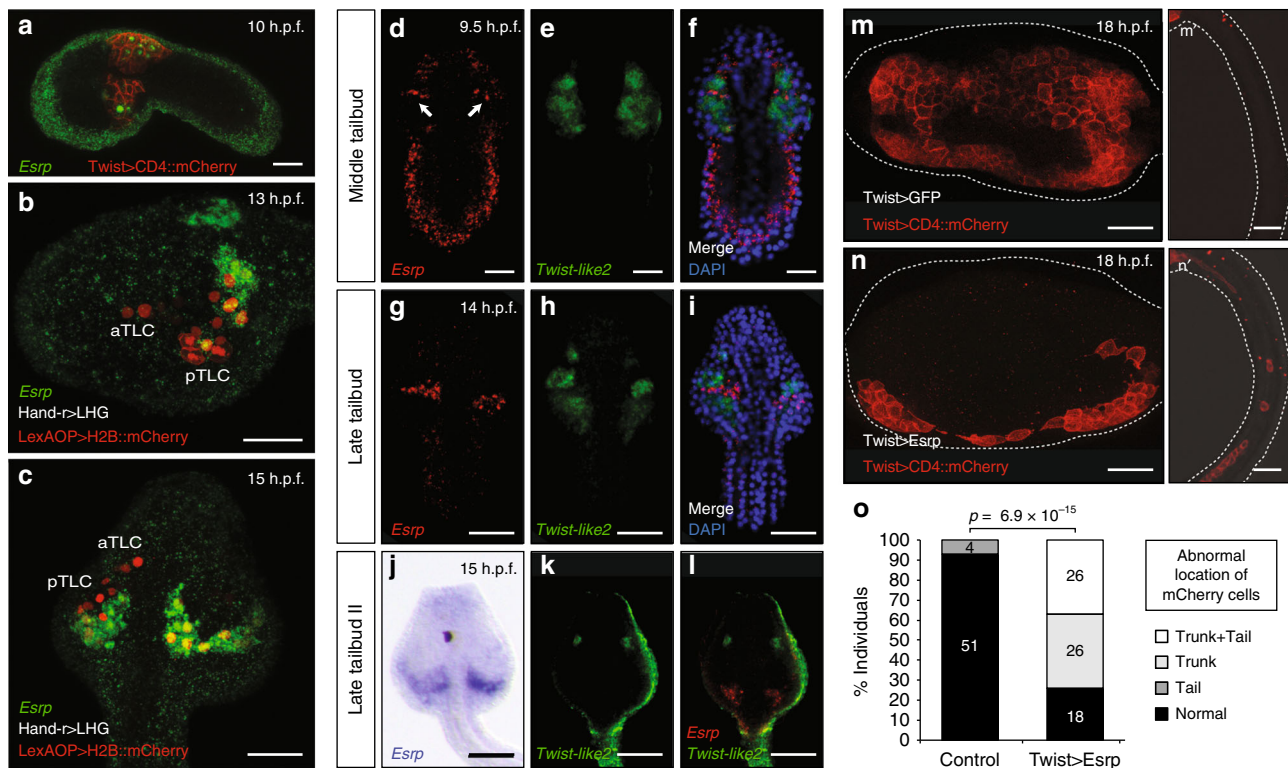 a
10 h.p.f.
Esrp
Twist>CD4::mCherry
b
13 h.p.f.
aTLC
pTLC
Esrp
Hand-r>LHG
LexAOP>H2B::mCherry
c
15 h.p.f.
aTLC
pTLC
Esrp
Hand-r>LHG
LexAOP>H2B::mCherry
Middle tailbud
d
9.5 h.p.f.
Esrp
e
Twist-like2
f
Merge
DAPI
Late tailbud
g
14 h.p.f.
Esrp
h
Twist-like2
i
Merge
DAPI
Late tailbud II
j
15 h.p.f.
Esrp
k
Twist-like2
l
Esrp
Twist-like2
m
18 h.p.f.
Twist>GFP
Twist>CD4::mCherry
m′
n
18 h.p.f.
Twist>Esrp
Twist>CD4::mCherry
n′
o
p = 6.9 × 10⁻¹⁵
% Individuals
100
90
80
70
60
50
40
30
20
10
0
4
51
26
26
18
Control
Twist>Esrp
Abnormal
location of
mCherry cells
Trunk+Tail
Trunk
Tail
Normal